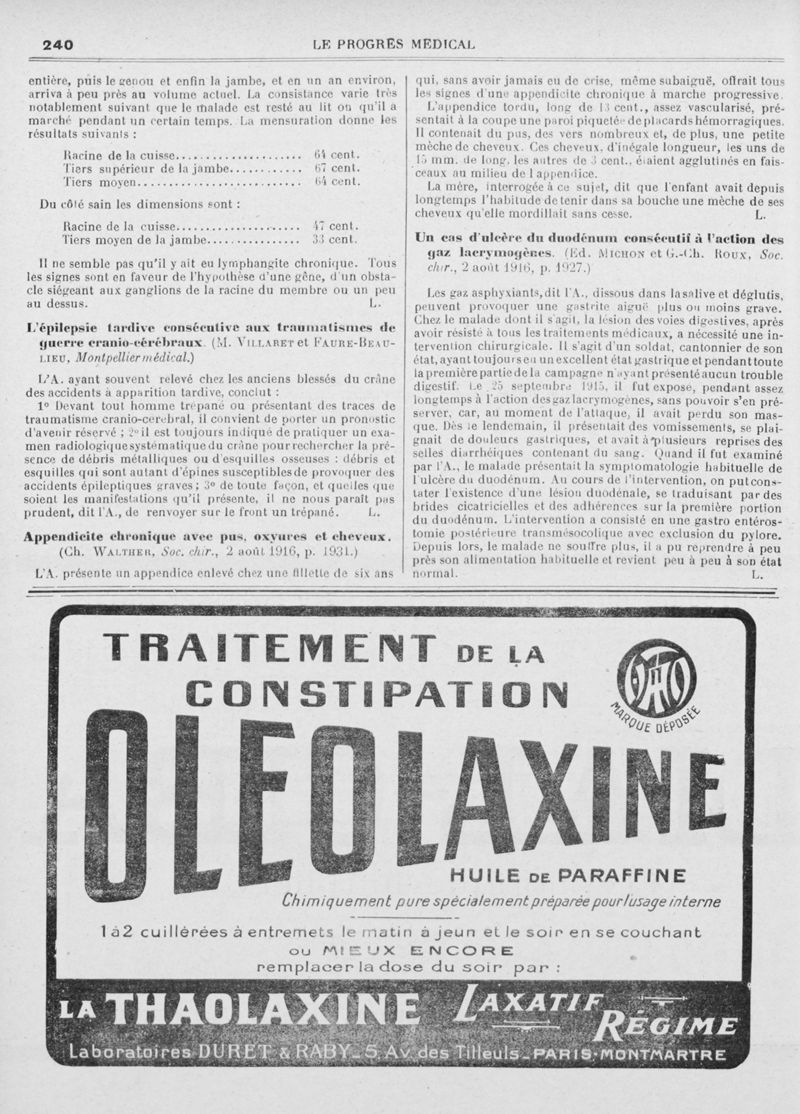 240
LE PROGRÈS MÉDICAL
entière, puis le genou et enfin la jambe, et en un an environ,
arriva à peu près au volume actuel. La consistance varie très
notablement suivant que le malade est resté au lit ou qu'il a
marché pendant un certain temps. La mensuration donne les
résultats suivants :
Racine de la cuisse...................... 64 cent.
Tiers supérieur de la jambe............ 67 cent.
Tiers moyen............................ 64 cent.
Du côté sain les dimensions sont :
Racine de la cuisse...................... 47 cent.
Tiers moyen de la jambe................ 33 cent.
Il ne semble pas qu'il y ait eu lymphangite chronique. Tous
les signes sont en faveur de l'hypothèse d'une gêne, d'un obsta-
cle siégeant aux ganglions de la racine du membre ou un peu
au dessus. L.
L'épilepsie tardive consécutive aux traumatismes de
guerre cranio-cérébraux. (M. VILLARET et FAURE-BEAU-
LIEU, Montpellier médical.)
L'A. ayant souvent relevé chez les anciens blessés du crâne
des accidents à apparition tardive, conclut :
1° Devant tout homme trépané ou présentant des traces de
traumatisme cranio-cérébral, il convient de porter un pronostic
d'avenir réservé ; 2° il est toujours indiqué de pratiquer un exa-
men radiologique systématique du crâne pour rechercher la pré-
sence de débris métalliques ou d'esquilles osseuses : débris et
esquilles qui sont autant d'épines susceptibles de provoquer des
accidents épileptiques graves ; 3° de toute façon, et quelles que
soient les manifestations qu'il présente, il ne nous paraît pas
prudent, dit l'A., de renvoyer sur le front un trépané. L.
Appendicite chronique avec pus, oxyures et cheveux.
(Ch. WALTHER, Soc. chir., 2 août 1916, p. 1931.)
L'A. présente un appendice enlevé chez une fillette de six ans
qui, sans avoir jamais eu de crise, même subaiguë, offrait tous
les signes d'une appendicite chronique à marche progressive.
L'appendice tordu, long de 13 cent., assez vascularisé, pré-
sentait à la coupe une paroi piquetée de placards hémorragiques.
Il contenait du pus, des vers nombreux et, de plus, une petite
mèche de cheveux. Ces cheveux, d'inégale longueur, les uns de
15 mm. de long, les autres de 3 cent., étaient agglutinés en fais-
ceaux au milieu de l'appendice.
La mère, interrogée à ce sujet, dit que l'enfant avait depuis
longtemps l'habitude de tenir dans sa bouche une mèche de ses
cheveux qu'elle mordillait sans cesse. L.
Un cas d'ulcère du duodénum consécutif à l'action des
gaz lacrymogènes. (Ed. MICHON et G.-Ch. ROUX, Soc.
chir., 2 août 1916, p. 1927.)
Les gaz asphyxiants, dit l'A., dissous dans la salive et déglutis,
peuvent provoquer une gastrite aiguë plus ou moins grave.
Chez le malade dont il s'agit, la lésion des voies digestives, après
avoir résisté à tous les traitements médicaux, a nécessité une in-
tervention chirurgicale. Il s'agit d'un soldat, cantonnier de son
état, ayant toujours eu un excellent état gastrique et pendant toute
la première partie de la campagne n'ayant présenté aucun trouble
digestif. Le 25 septembre 1915, il fut exposé, pendant assez
longtemps à l'action des gaz lacrymogènes, sans pouvoir s'en pré-
server, car, au moment de l'attaque, il avait perdu son mas-
que. Dès le lendemain, il présentait des vomissements, se plai-
gnait de douleurs gastriques, et avait à plusieurs reprises des
selles diarrhéiques contenant du sang. Quand il fut examiné
par l'A., le malade présentait la symptomatologie habituelle de
l'ulcère du duodénum. Au cours de l'intervention, on put cons-
tater l'existence d'une lésion duodénale, se traduisant par des
brides cicatricielles et des adhérences sur la première portion
du duodénum. L'intervention a consisté en une gastro entéros-
tomie postérieure transmésocolique avec exclusion du pylore.
Depuis lors, le malade ne souffre plus, il a pu reprendre à peu
près son alimentation habituelle et revient peu à peu à son état
normal. L.
TRAITEMENT DE LA
CONSTIPATION
MARQUE DÉPOSÉE
OLEOLAXINE
HUILE DE PARAFFINE
Chimiquement pure spécialement préparée pour l'usage interne
1 à 2 cuillérées à entremets le matin à jeun et le soir en se couchant
OU MIEUX ENCORE
remplacer la dose du soir par :
LA THAOLAXINE LAXATIF RÉGIME
Laboratoires DURET & RABY_5, Av. des Tilleuls_PARIS-MONTMARTRE